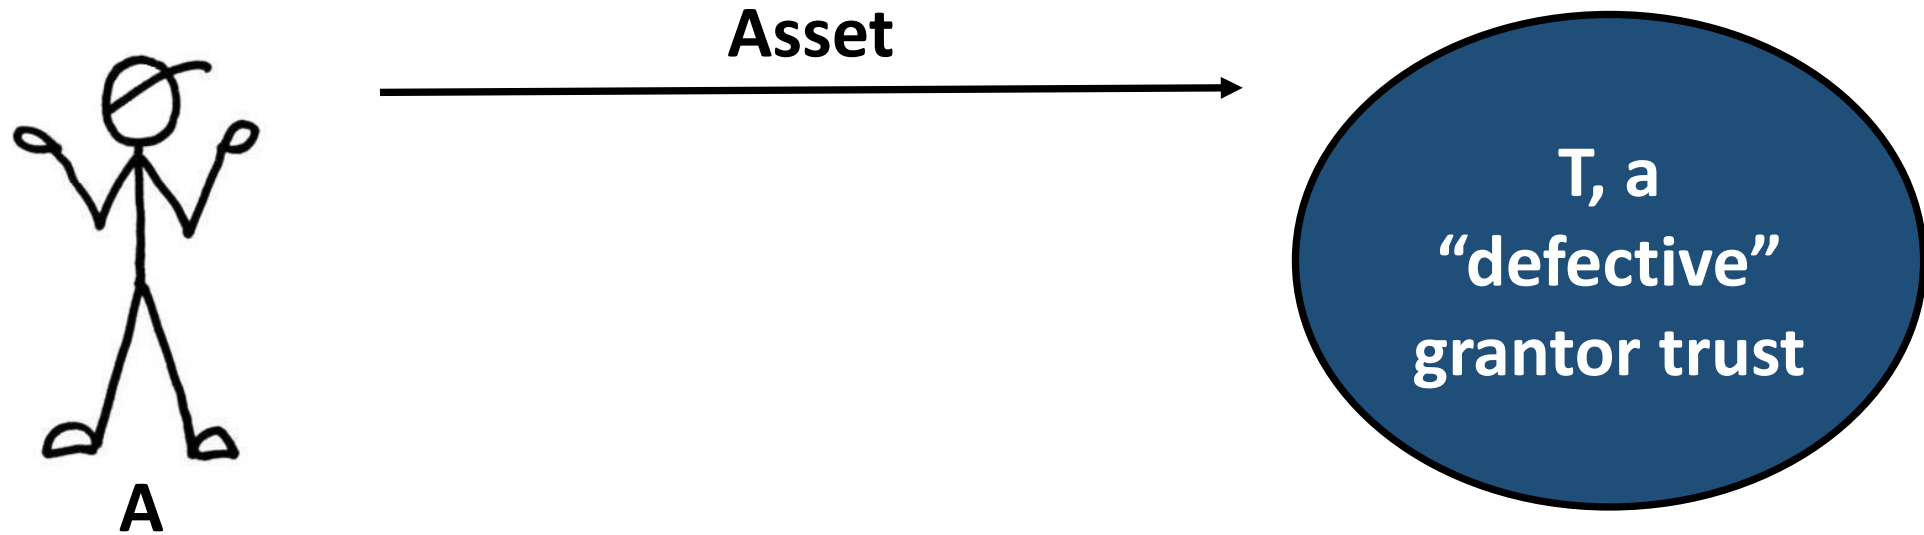 Asset
T, a
“defective”
grantor trust
A